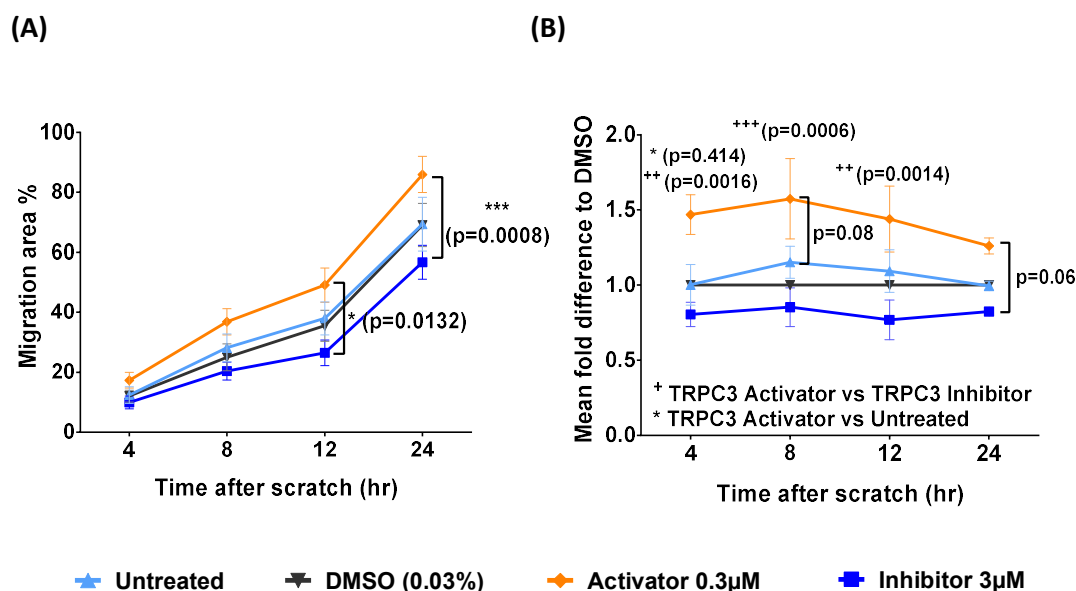 (A)
(B)
Migration area %
100
80
60
40
20
0
4
8
12
24
Time after scratch (hr)
***
(p=0.0008)
* (p=0.0132)
Mean fold difference to DMSO
2.0
1.5
1.0
0.5
0.0
4
8
12
24
Time after scratch (hr)
+++ (p=0.0006)
* (p=0.414)
++ (p=0.0016)
++ (p=0.0014)
p=0.08
p=0.06
+ TRPC3 Activator vs TRPC3 Inhibitor
* TRPC3 Activator vs Untreated
Untreated
DMSO (0.03%)
Activator 0.3µM
Inhibitor 3µM